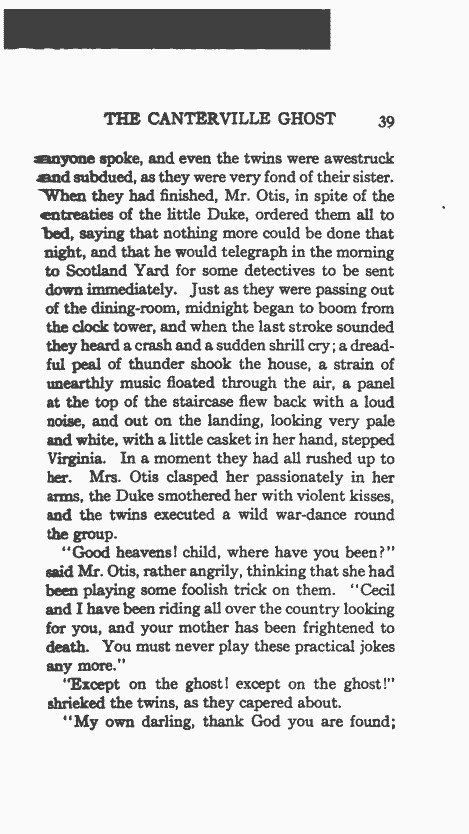 THE CANTERVILLE GHOST 39
anyone spoke, and even the twins were awestruck
and subdued, as they were very fond of their sister.
When they had finished, Mr. Otis, in spite of the
entreaties of the little Duke, ordered them all to
bed, saying that nothing more could be done that
night, and that he would telegraph in the morning
to Scotland Yard for some detectives to be sent
down immediately. Just as they were passing out
of the dining-room, midnight began to boom from
the clock tower, and when the last stroke sounded
they heard a crash and a sudden shrill cry; a dread-
ful peal of thunder shook the house, a strain of
unearthly music floated through the air, a panel
at the top of the staircase flew back with a loud
noise, and out on the landing, looking very pale
and white, with a little casket in her hand, stepped
Virginia. In a moment they had all rushed up to
her. Mrs. Otis clasped her passionately in her
arms, the Duke smothered her with violent kisses,
and the twins executed a wild war-dance round
the group.
"Good heavens! child, where have you been?"
said Mr. Otis, rather angrily, thinking that she had
been playing some foolish trick on them. "Cecil
and I have been riding all over the country looking
for you, and your mother has been frightened to
death. You must never play these practical jokes
any more."
"Except on the ghost! except on the ghost!"
shrieked the twins, as they capered about.
"My own darling, thank God you are found;